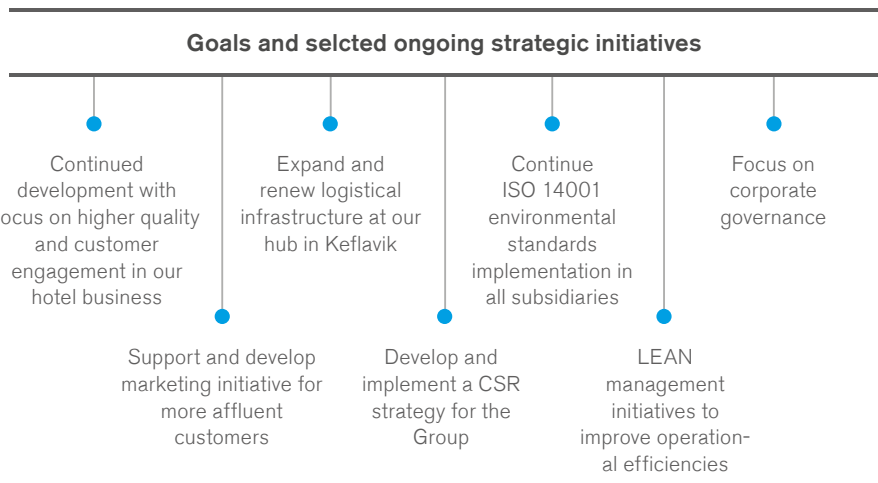 Goals and selcted ongoing strategic initiatives
Continued
development with
ocus on higher quality
and customer
engagement in our
hotel business
Support and develop
marketing initiative for
more affluent
customers
Expand and
renew logistical
infrastructure at our
hub in Keflavik
Develop and
implement a CSR
strategy for the
Group
Continue
ISO 14001
environmental
standards
implementation in
all subsidiaries
LEAN
management
initiatives to
improve operation-
al efficiencies
Focus on
corporate
governance